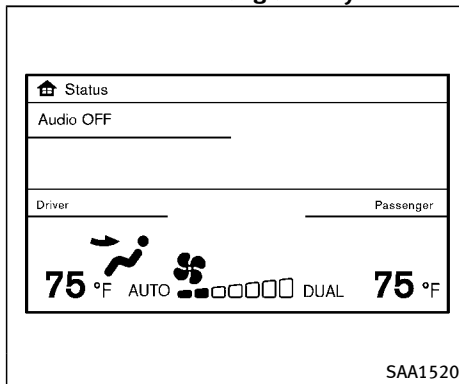 Status
Audio OFF
Driver Passenger
75 °F AUTO DUAL 75 °F
SAA1520